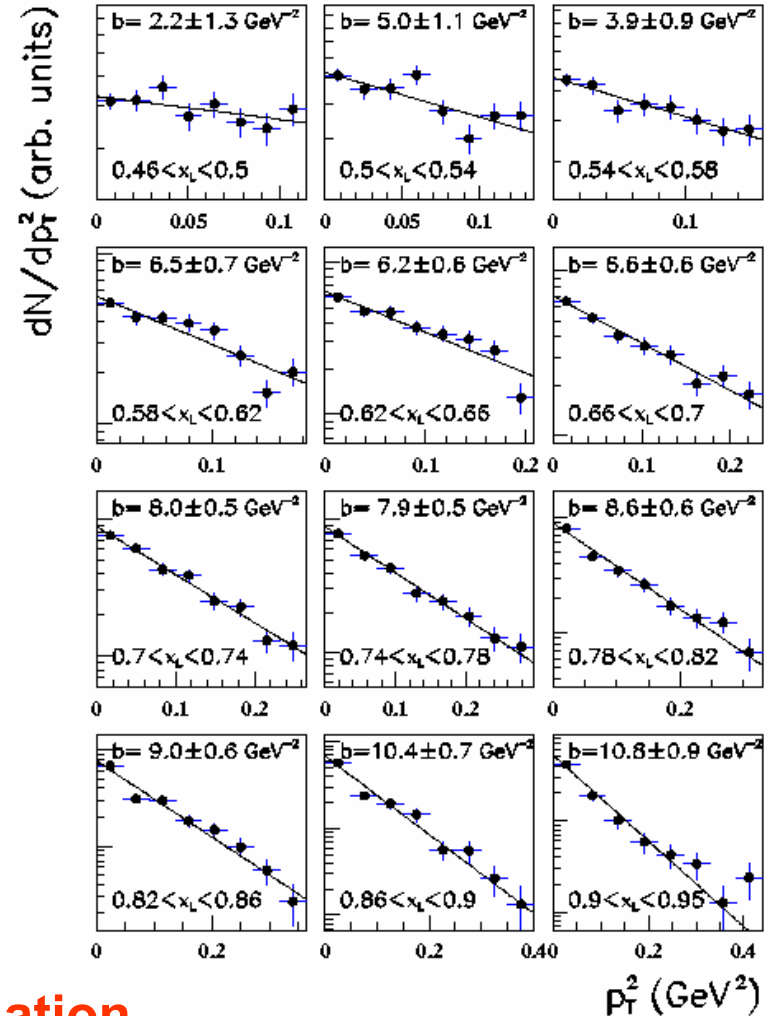 dN/dp_T^2 (arb. units)
b= 2.2±1.3 GeV⁻²
0.46<x_L<0.5
0 0.05 0.1
b= 5.0±1.1 GeV⁻²
0.5<x_L<0.54
0 0.05 0.1
b= 3.9±0.9 GeV⁻²
0.54<x_L<0.58
0 0.1
b= 6.5±0.7 GeV⁻²
0.58<x_L<0.62
0 0.1
b= 6.2±0.6 GeV⁻²
0.62<x_L<0.66
0 0.1 0.2
b= 6.6±0.6 GeV⁻²
0.66<x_L<0.7
0 0.1 0.2
b= 8.0±0.5 GeV⁻²
0.7<x_L<0.74
0 0.1 0.2
b= 7.9±0.5 GeV⁻²
0.74<x_L<0.78
0 0.1 0.2
b= 8.6±0.6 GeV⁻²
0.78<x_L<0.82
0 0.2
b= 9.0±0.6 GeV⁻²
0.82<x_L<0.86
0 0.2
b=10.4±0.7 GeV⁻²
0.86<x_L<0.9
0 0.2 0.4
b=10.8±0.9 GeV⁻²
0.9<x_L<0.95
0 0.2 0.4
p_T^2 (GeV²)
ation